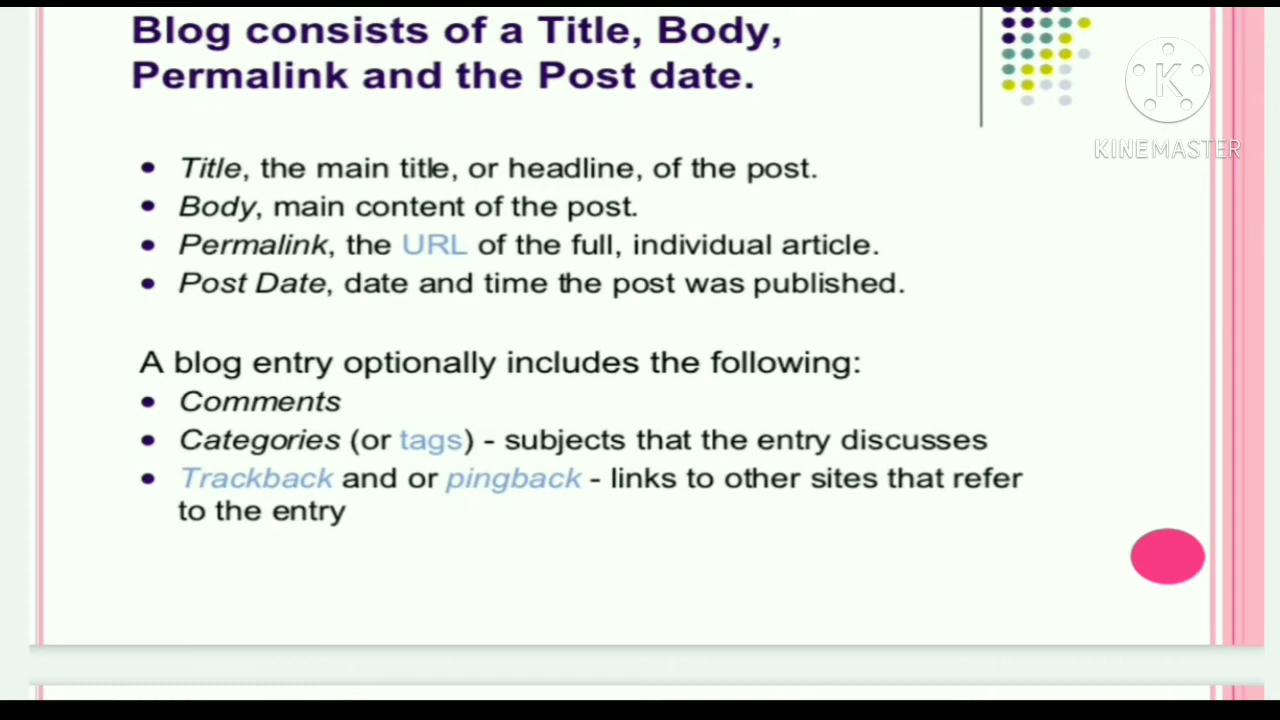 Blog consists of a Title, Body,
Permalink and the Post date.
K
KINEMASTER
• Title, the main title, or headline, of the post.
• Body, main content of the post.
• Permalink, the URL of the full, individual article.
• Post Date, date and time the post was published.
A blog entry optionally includes the following:
• Comments
• Categories (or tags) - subjects that the entry discusses
• Trackback and or pingback - links to other sites that refer
to the entry